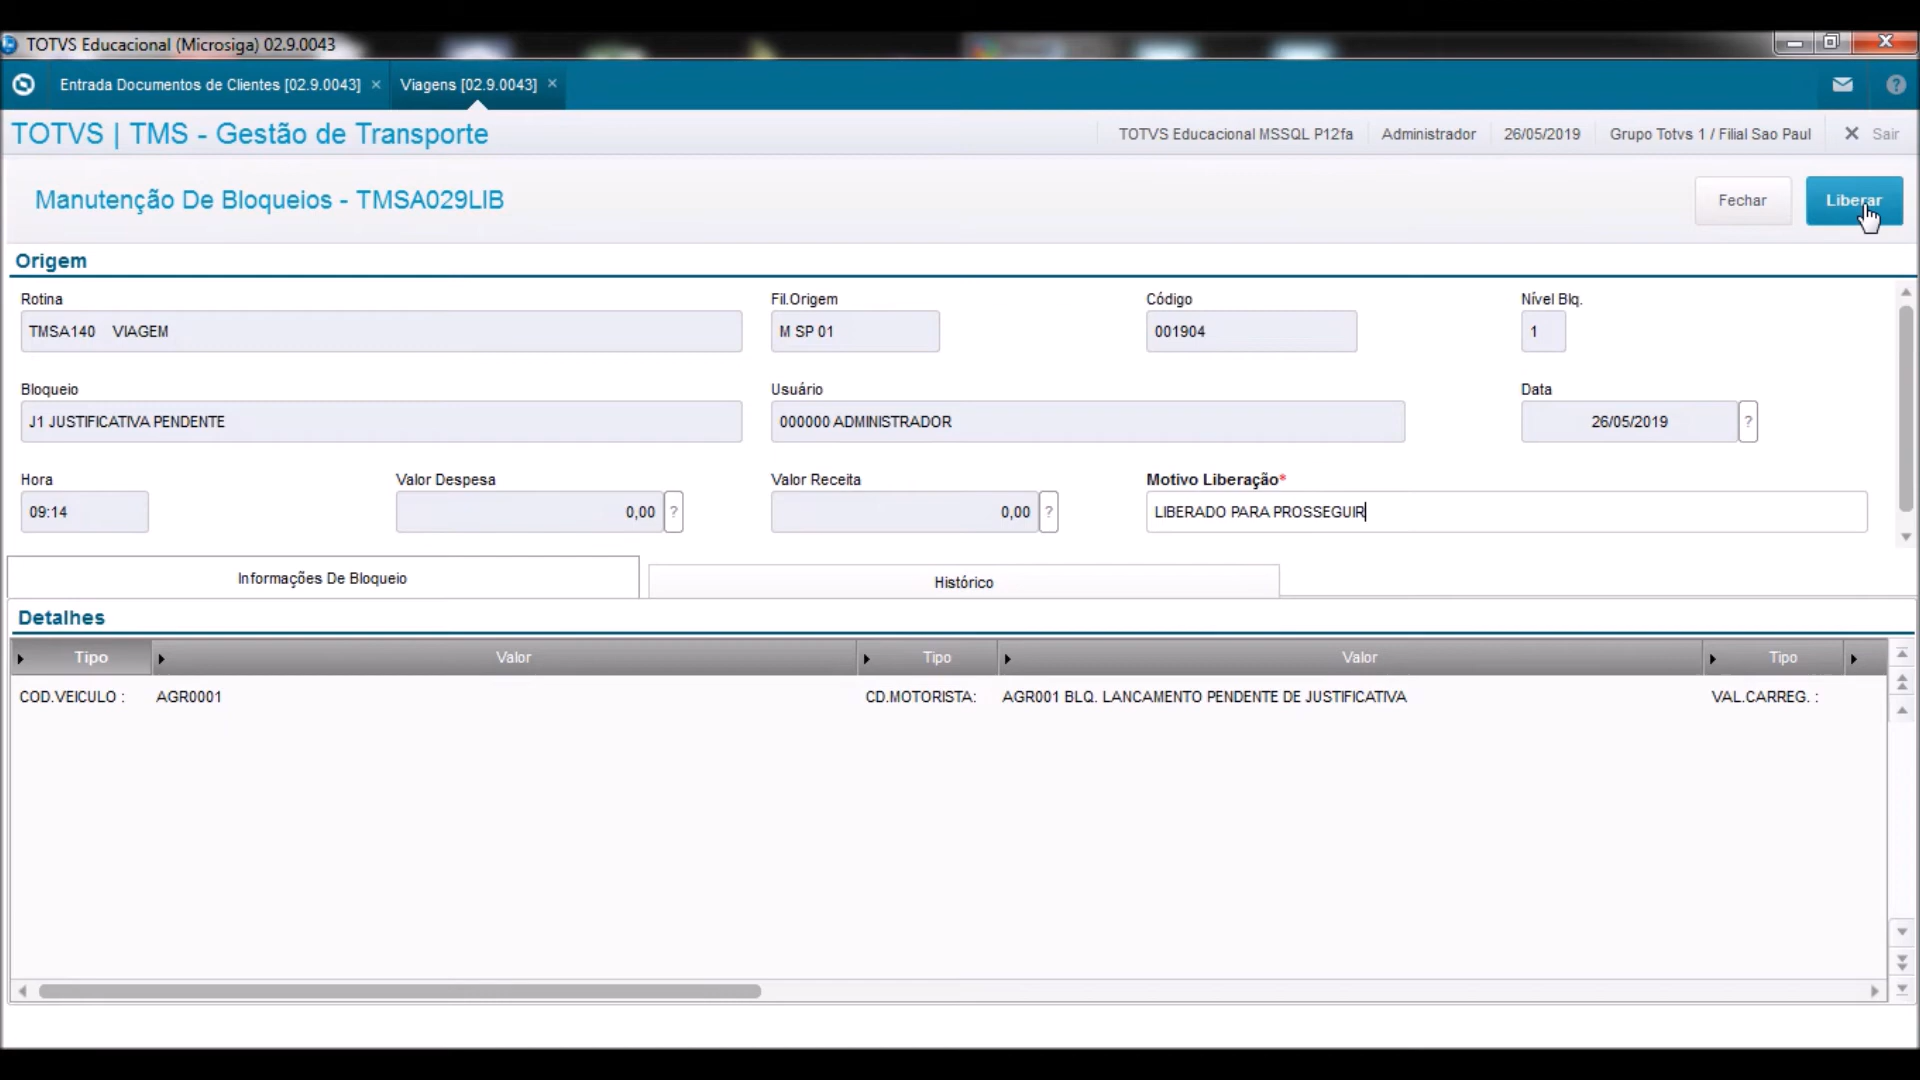 TOTVS Educacional (Microsiga) 02.9.0043
Entrada Documentos de Clientes [02.9.0043] × Viagens [02.9.0043] ×
TOTVS | TMS - Gestão de Transporte TOTVS Educacional MSSQL P12fa Administrador 26/05/2019 Grupo Totvs 1 / Filial Sao Paul Sair
Manutenção De Bloqueios - TMSA029LIB Fechar Liberar
Origem
Rotina Fil.Origem Código Nível Blq.
TMSA140 VIAGEM M SP 01 001904 1
Bloqueio Usuário Data
J1 JUSTIFICATIVA PENDENTE 000000 ADMINISTRADOR 26/05/2019 ?
Hora Valor Despesa Valor Receita Motivo Liberação*
09:14 0,00 ? 0,00 ? LIBERADO PARA PROSSEGUIR
Informações De Bloqueio Histórico
Detalhes
Tipo Valor Tipo Valor Tipo
COD.VEICULO : AGR0001 CD.MOTORISTA: AGR001 BLQ. LANCAMENTO PENDENTE DE JUSTIFICATIVA VAL.CARREG. :